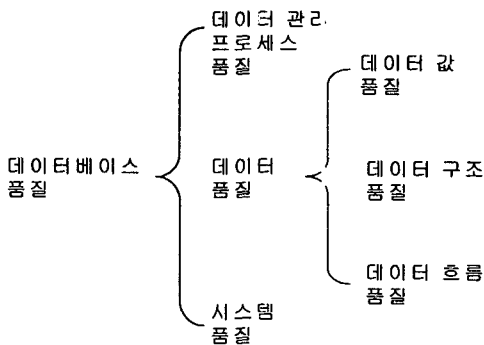 데이터 관리
프로세스
품질
데이터 값
품질
데이터베이스
품질
데이터
품질
데이터 구조
품질
데이터 흐름
품질
시스템
품질